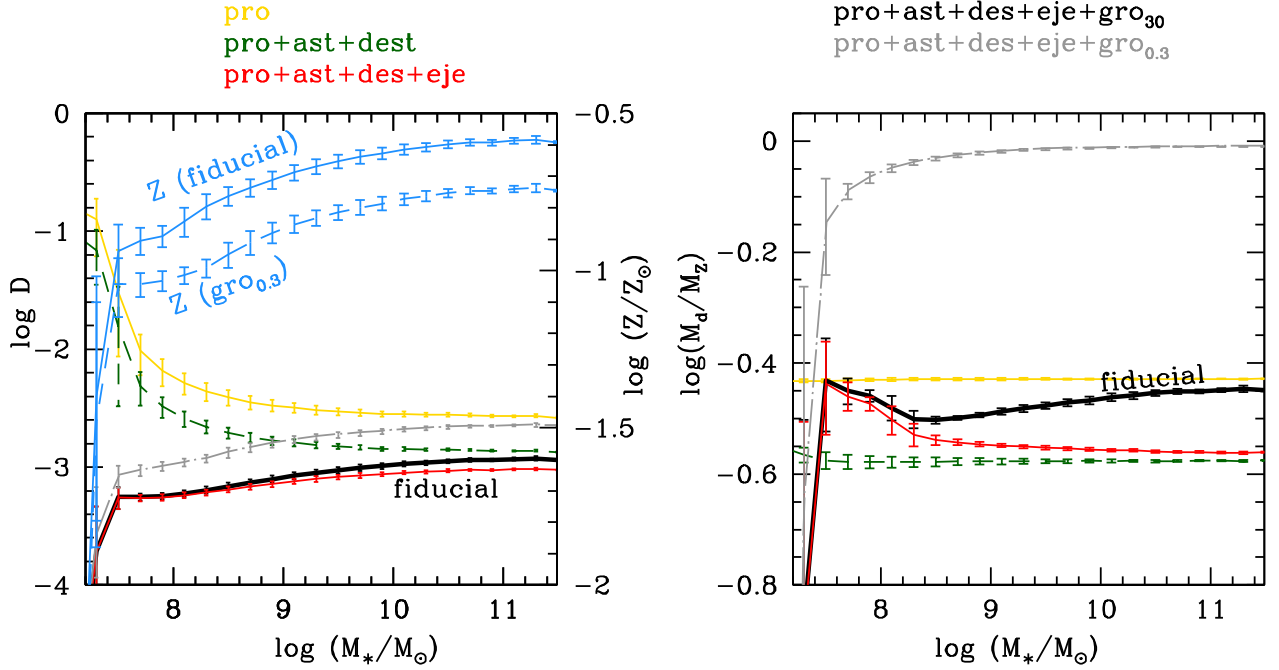 pro
pro+ast+dest
pro+ast+des+eje
pro+ast+des+eje+gro₃₀
pro+ast+des+eje+gro₀.₃
0
−1
−2
−3
−4
log D
Z (fiducial)
Z (gro₀.₃)
fiducial
−0.5
−1
−1.5
−2
log (Z/Z☉)
8 9 10 11
log (M*/M☉)
0
−0.2
−0.4
−0.6
−0.8
log(M_d/M_Z)
fiducial
8 9 10 11
log (M*/M☉)